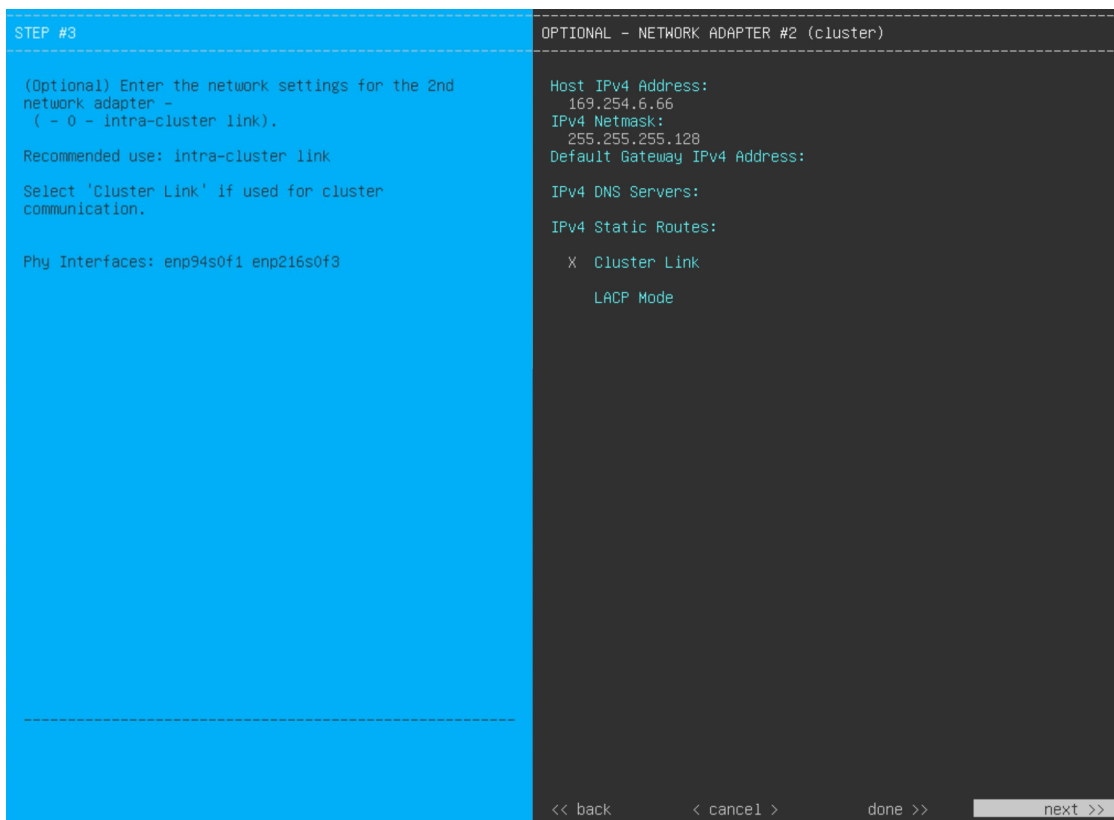 STEP #3
(Optional) Enter the network settings for the 2nd
network adapter -
( - 0 - intra-cluster link).
Recommended use: intra-cluster link
Select 'Cluster Link' if used for cluster
communication.
Phy Interfaces: enp94s0f1 enp216s0f3
OPTIONAL - NETWORK ADAPTER #2 (cluster)
Host IPv4 Address:
169.254.6.66
IPv4 Netmask:
255.255.255.128
Default Gateway IPv4 Address:
IPv4 DNS Servers:
IPv4 Static Routes:
X Cluster Link
LACP Mode
<< back < cancel > done >> next >>